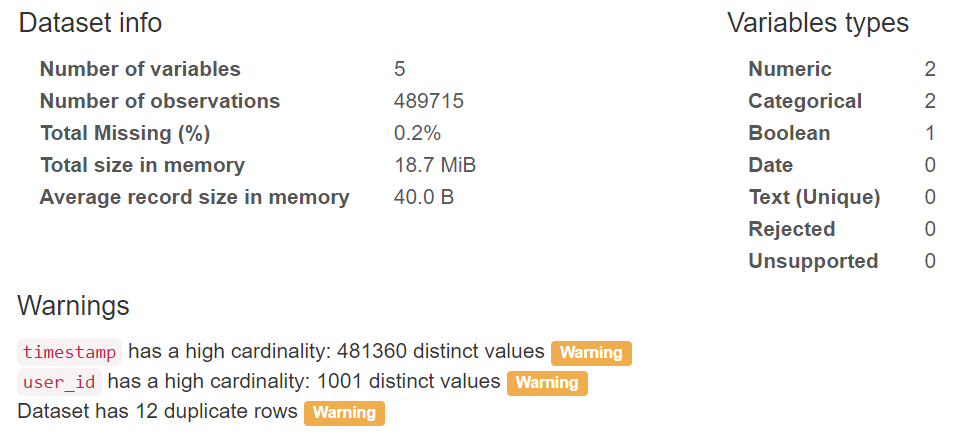 Dataset info
Number of variables 5
Number of observations 489715
Total Missing (%) 0.2%
Total size in memory 18.7 MiB
Average record size in memory 40.0 B
Variables types
Numeric 2
Categorical 2
Boolean 1
Date 0
Text (Unique) 0
Rejected 0
Unsupported 0
Warnings
timestamp has a high cardinality: 481360 distinct values Warning
user_id has a high cardinality: 1001 distinct values Warning
Dataset has 12 duplicate rows Warning